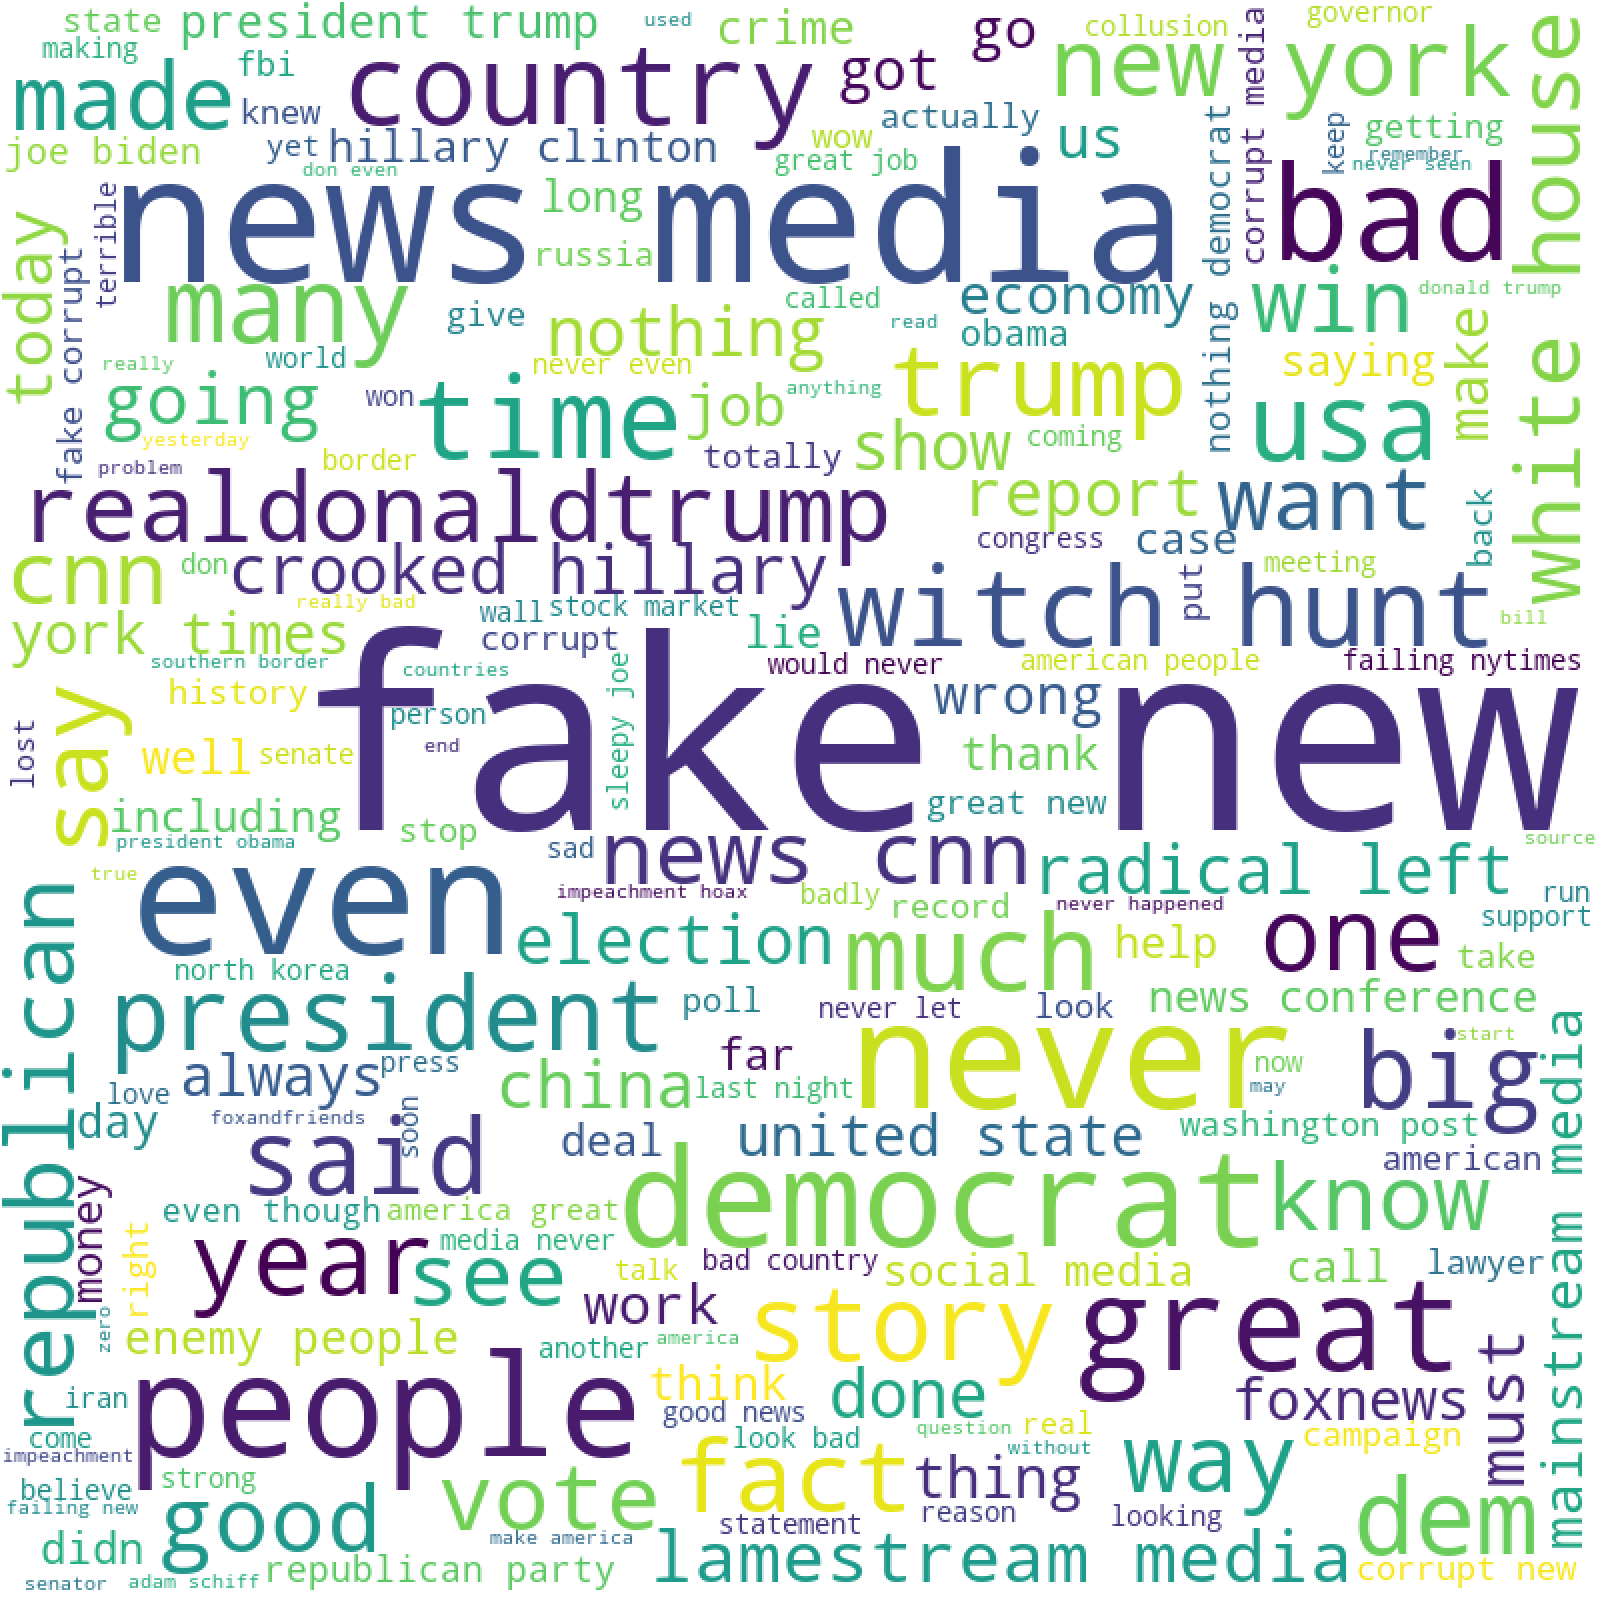 state
president trump
used
crime
go
collusion
governor
making
made
fbi
country
got
new york
corrupt media
white house
knew
actually
us
keep
getting
joe biden
yet
hillary clinton
wow
great job
nothing democrat
remember
never seen
don even
terrible
news media
long
russia
bad
today
fake corrupt
many
give
nothing
called
read
economy
obama
win
donald trump
make
saying
really
world
never even
going
won
time
job
anything
trump
usa
yesterday
problem
border
totally
show
coming
realdonaldtrump
report
want
back
congress
case
cnn
don
crooked hillary
witch hunt
put
meeting
really bad
wall
stock market
bill
york times
corrupt
lie
southern border
countries
sleepy joe
would never
american people
failing nytimes
say
history
person
fake new
wrong
lost
well
senate
end
thank
including
stop
great new
president obama
sad
news cnn
source
true
even
impeachment hoax
badly
radical left
run
republican
record
never happened
one
support
election
much
help
take
north korea
president
poll
never let
look
news conference
start
always
press
far
never
now
big
mainstream media
love
china
last night
may
day
foxandfriends
soon
said
deal
united state
washington post
american
money
even though
america great
democrat
know
right
year
see
media never
talk
bad country
social media
call
lawyer
zero
enemy people
work
another
america
story
great
must
iran
people
think
good news
done
foxnews
come
look bad
question
real
without
campaign
impeachment
believe
strong
vote
fact
thing
way
failing new
good
make america
statement
reason
looking
dem
didn
senator
adam schiff
republican party
lamestream media
corrupt new